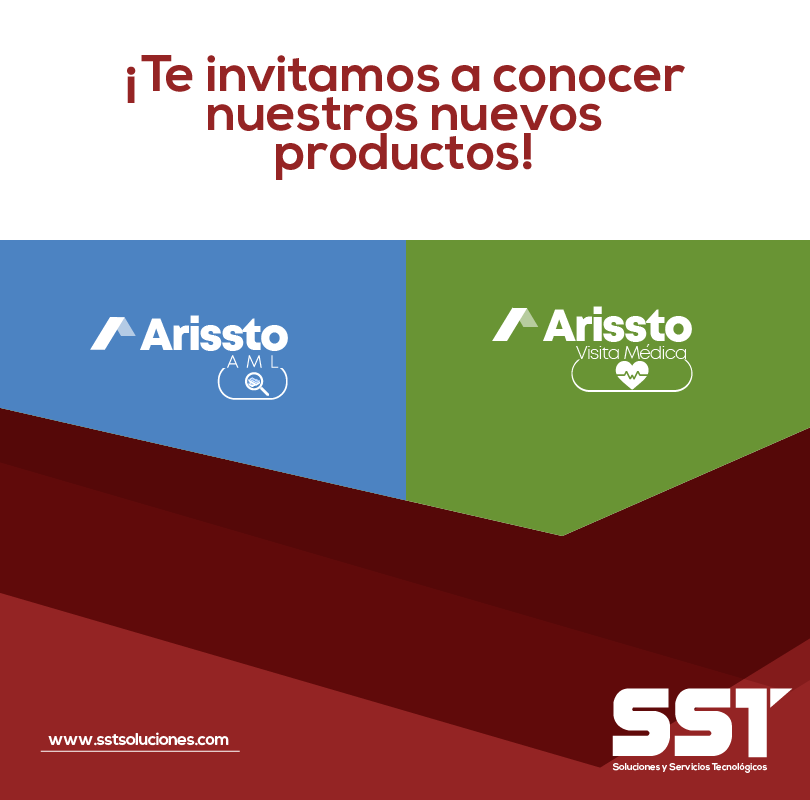 ¡Te invitamos a conocer
nuestros nuevos
productos!
Arissto
AML
Arissto
Visita Médica
www.sstsoluciones.com
SST
Soluciones y Servicios Tecnológicos